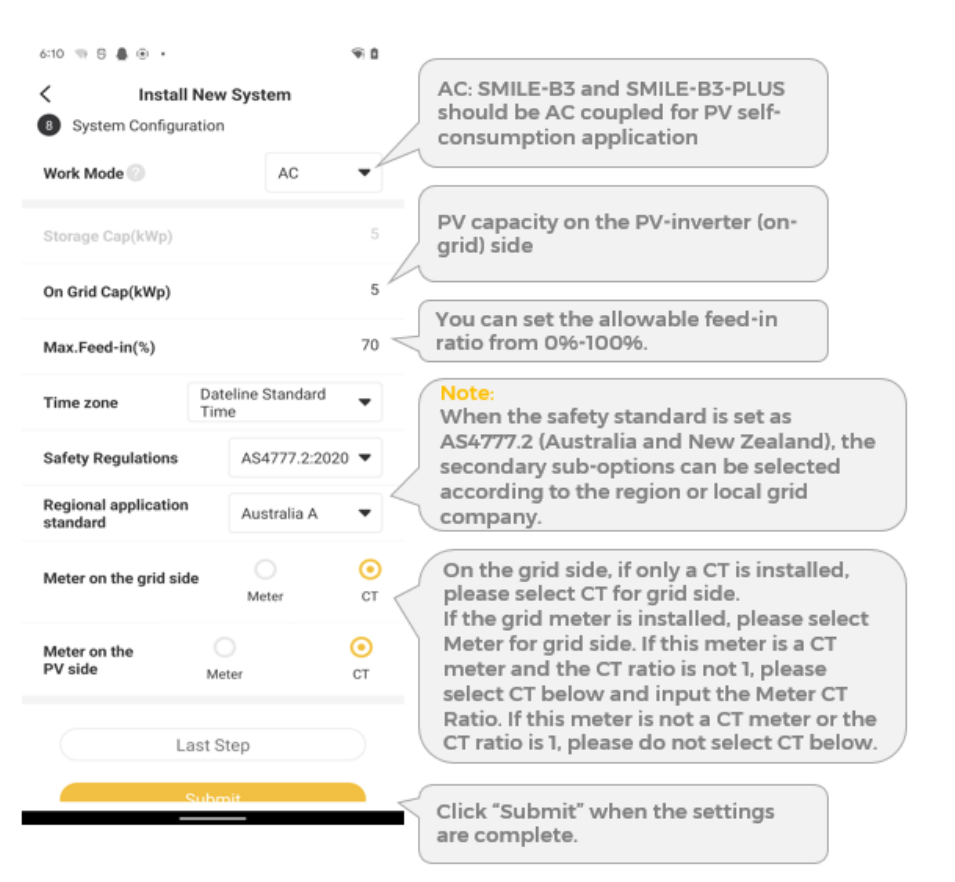 6:10
Install New System
8 System Configuration
Work Mode ?
AC
Storage Cap(kWp)
5
On Grid Cap(kWp)
5
Max.Feed-in(%)
70
Time zone
Dateline Standard
Time
Safety Regulations
AS4777.2:2020
Regional application
standard
Australia A
Meter on the grid side
Meter
CT
Meter on the
PV side
Meter
CT
Last Step
Submit
AC: SMILE-B3 and SMILE-B3-PLUS
should be AC coupled for PV self-
consumption application
PV capacity on the PV-inverter (on-
grid) side
You can set the allowable feed-in
ratio from 0%-100%.
Note:
When the safety standard is set as
AS4777.2 (Australia and New Zealand), the
secondary sub-options can be selected
according to the region or local grid
company.
On the grid side, if only a CT is installed,
please select CT for grid side.
If the grid meter is installed, please select
Meter for grid side. If this meter is a CT
meter and the CT ratio is not 1, please
select CT below and input the Meter CT
Ratio. If this meter is not a CT meter or the
CT ratio is 1, please do not select CT below.
Click “Submit” when the settings
are complete.